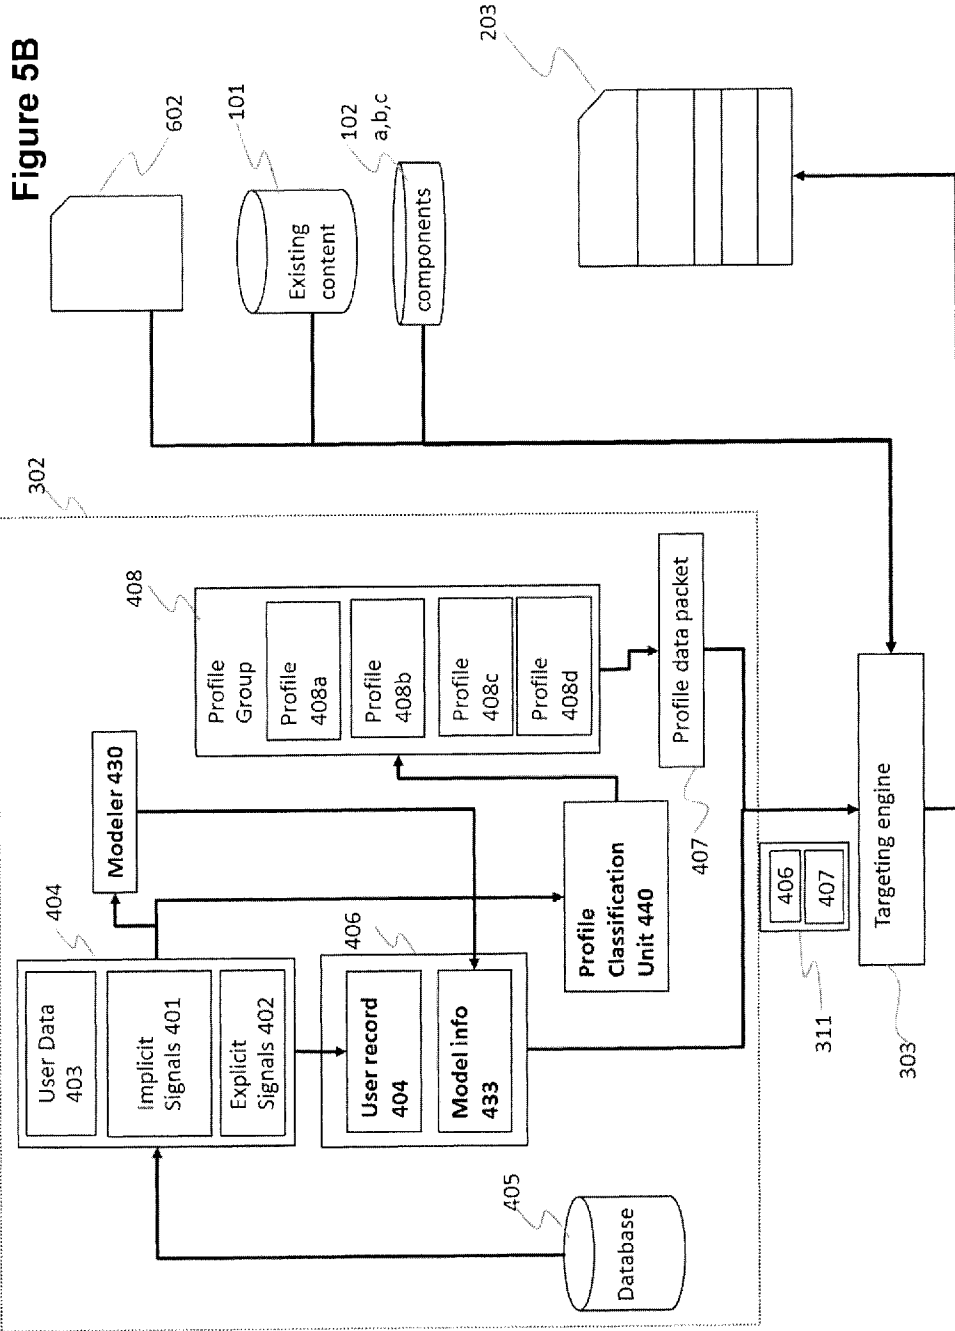 Figure 5B
602
101
Existing
content
102
a,b,c
components
203
302
408
Profile
Group
Profile
408a
Profile
408b
Profile
408c
Profile
408d
Profile data packet
407
Modeler 430
404
User Data
403
Implicit
Signals 401
Explicit
Signals 402
406
User record
404
Model info
433
Profile
Classification
Unit 440
405
Database
406
407
311
Targeting engine
303